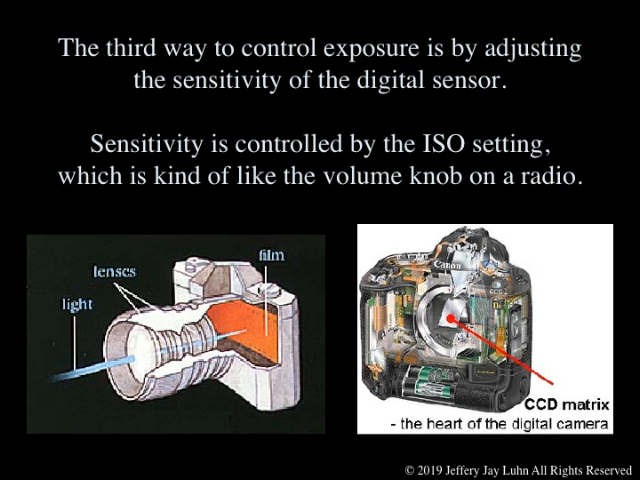 The third way to control exposure is by adjusting
the sensitivity of the digital sensor.
Sensitivity is controlled by the ISO setting,
which is kind of like the volume knob on a radio.
film
lenses
light
Canon
CCD matrix
- the heart of the digital camera
© 2019 Jeffery Jay Luhn All Rights Reserved